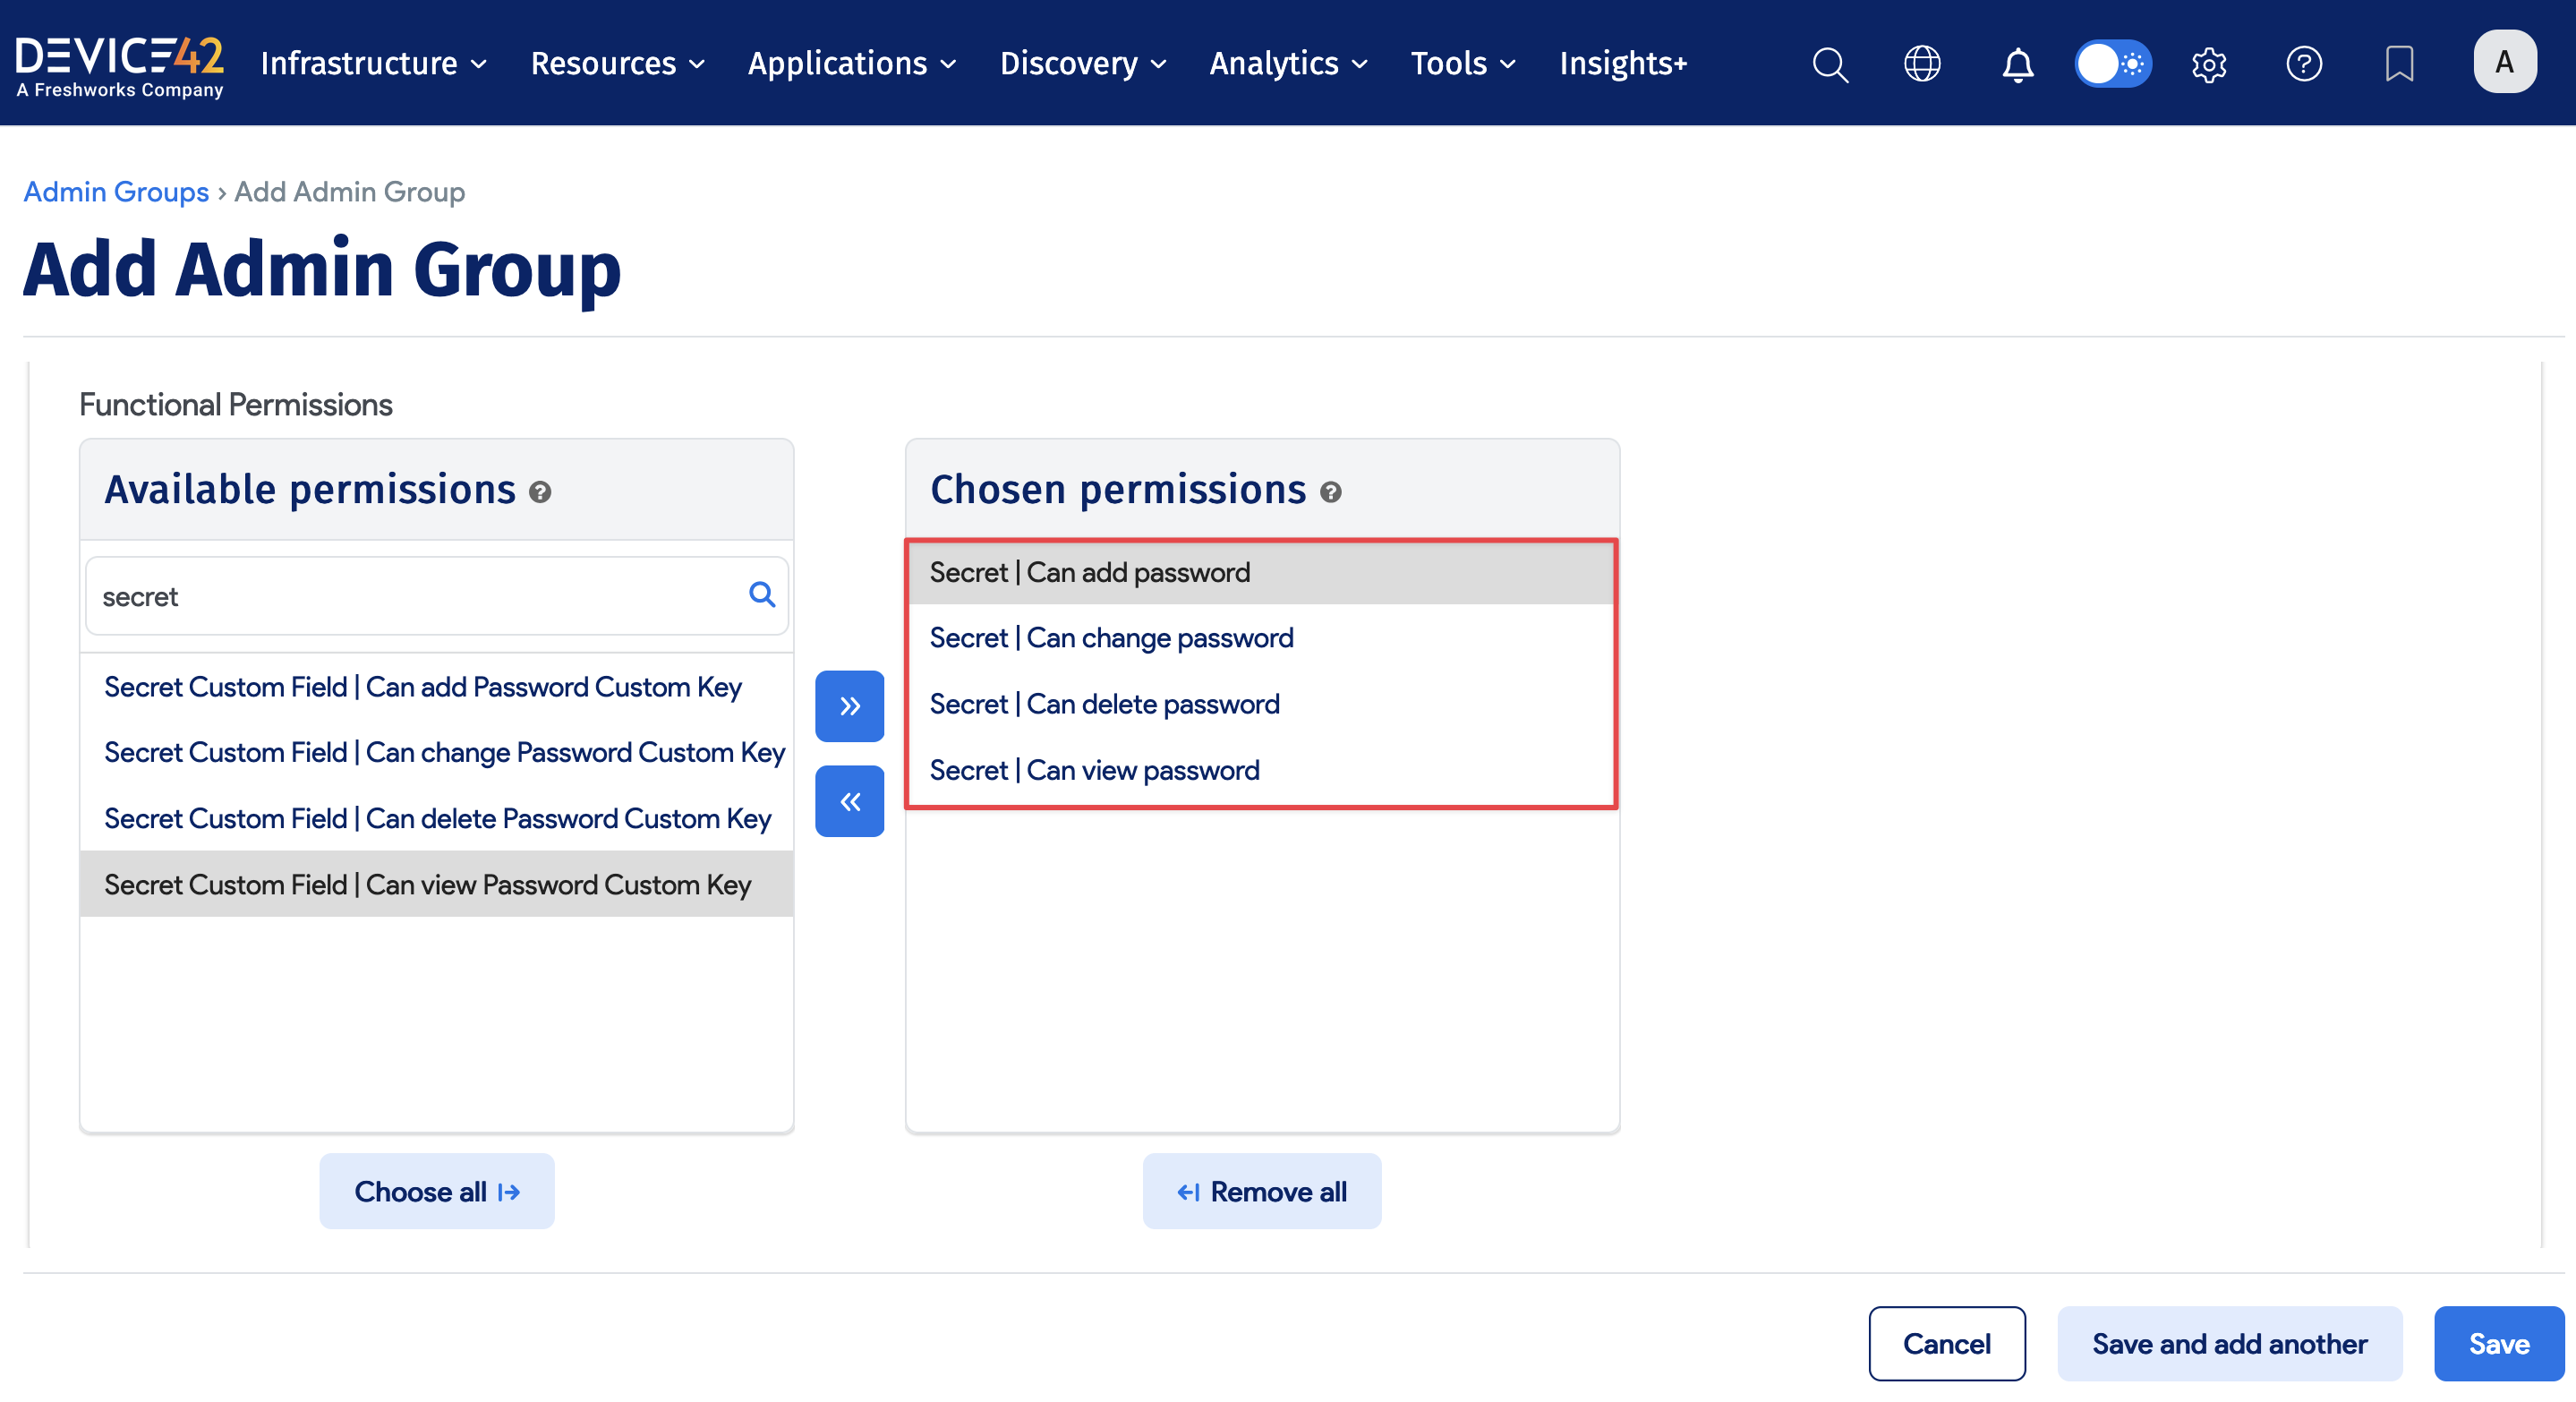 DEVICE42
A Freshworks Company
Infrastructure
Resources
Applications
Discovery
Analytics
Tools
Insights+
A
Admin Groups › Add Admin Group
Add Admin Group
Functional Permissions
Available permissions ?
secret
Secret Custom Field | Can add Password Custom Key
Secret Custom Field | Can change Password Custom Key
Secret Custom Field | Can delete Password Custom Key
Secret Custom Field | Can view Password Custom Key
Choose all
Chosen permissions ?
Secret | Can add password
Secret | Can change password
Secret | Can delete password
Secret | Can view password
Remove all
Cancel
Save and add another
Save